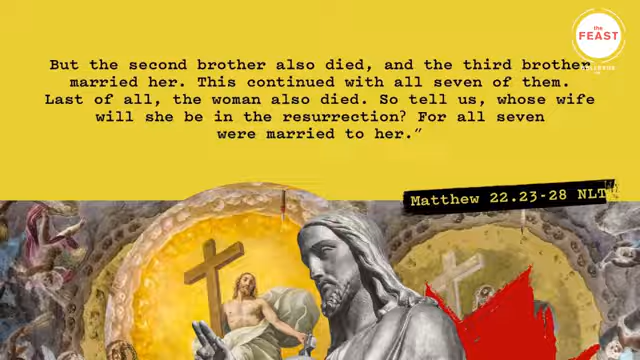 the
FEAST
But the second brother also died, and the third brother
married her. This continued with all seven of them.
Last of all, the woman also died. So tell us, whose wife
will she be in the resurrection? For all seven
were married to her.”
Matthew 22.23-28 NLT